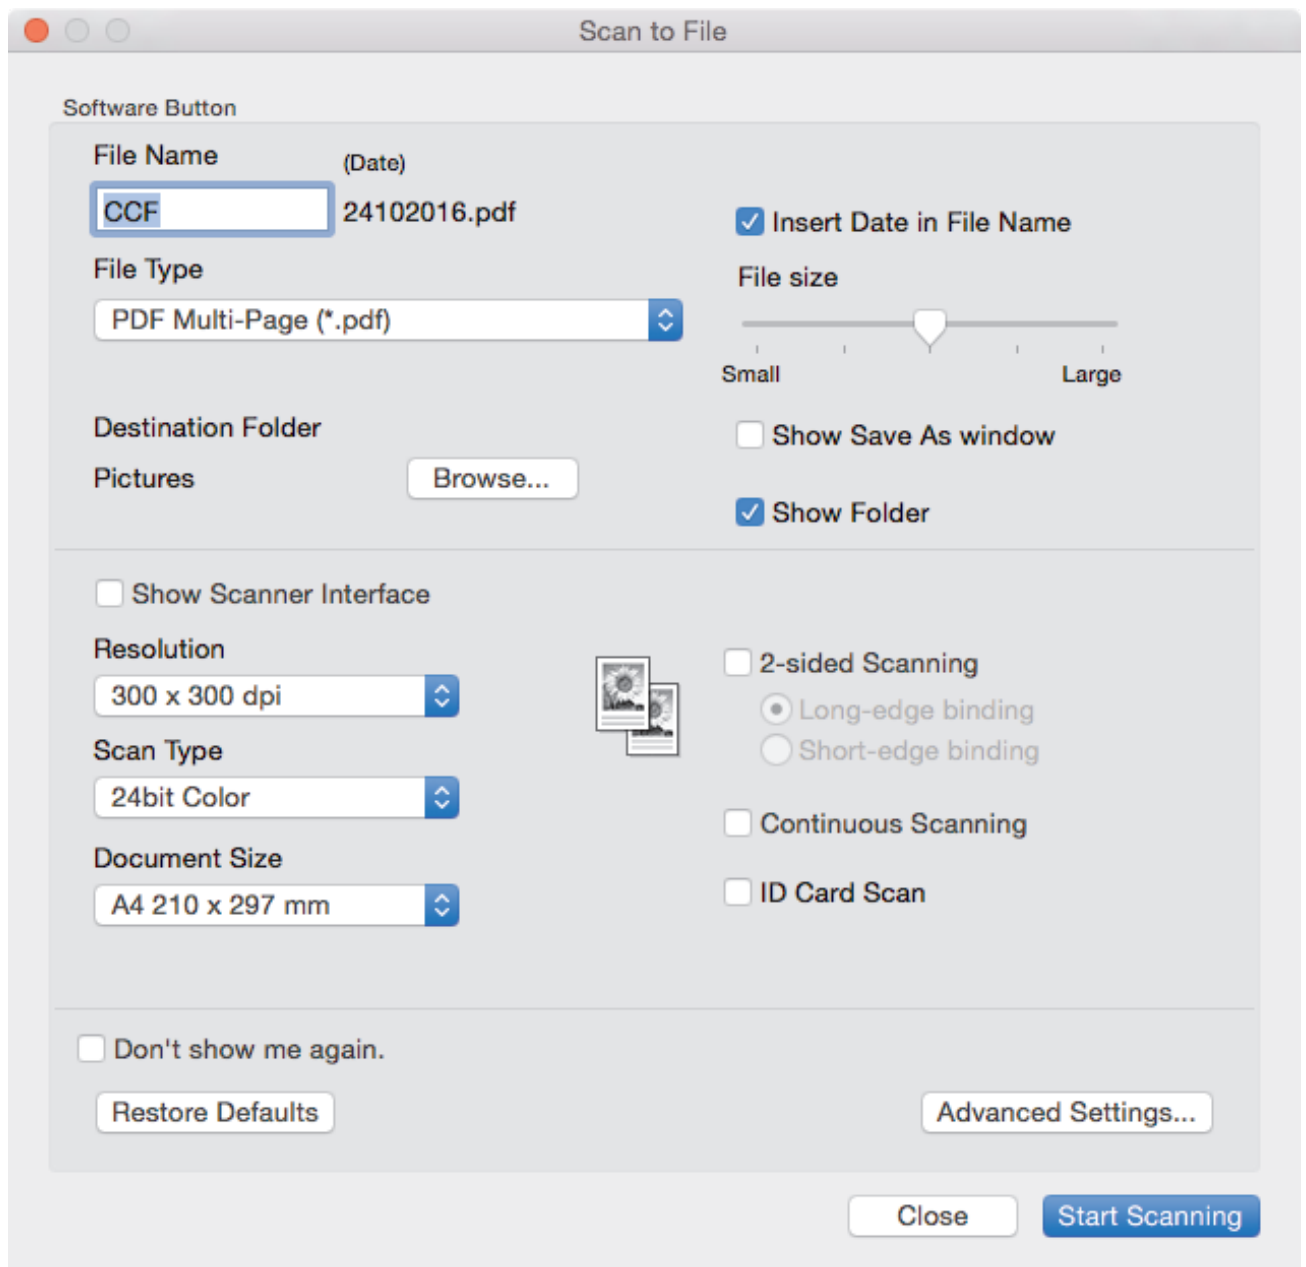 Scan to File
Software Button
File Name
(Date)
CCF
24102016.pdf
Insert Date in File Name
File Type
File size
PDF Multi-Page (*.pdf)
Small
Large
Destination Folder
Show Save As window
Pictures
Browse...
Show Folder
Show Scanner Interface
Resolution
300 x 300 dpi
2-sided Scanning
Long-edge binding
Short-edge binding
Scan Type
24bit Color
Continuous Scanning
Document Size
A4 210 x 297 mm
ID Card Scan
Don't show me again.
Restore Defaults
Advanced Settings...
Close
Start Scanning